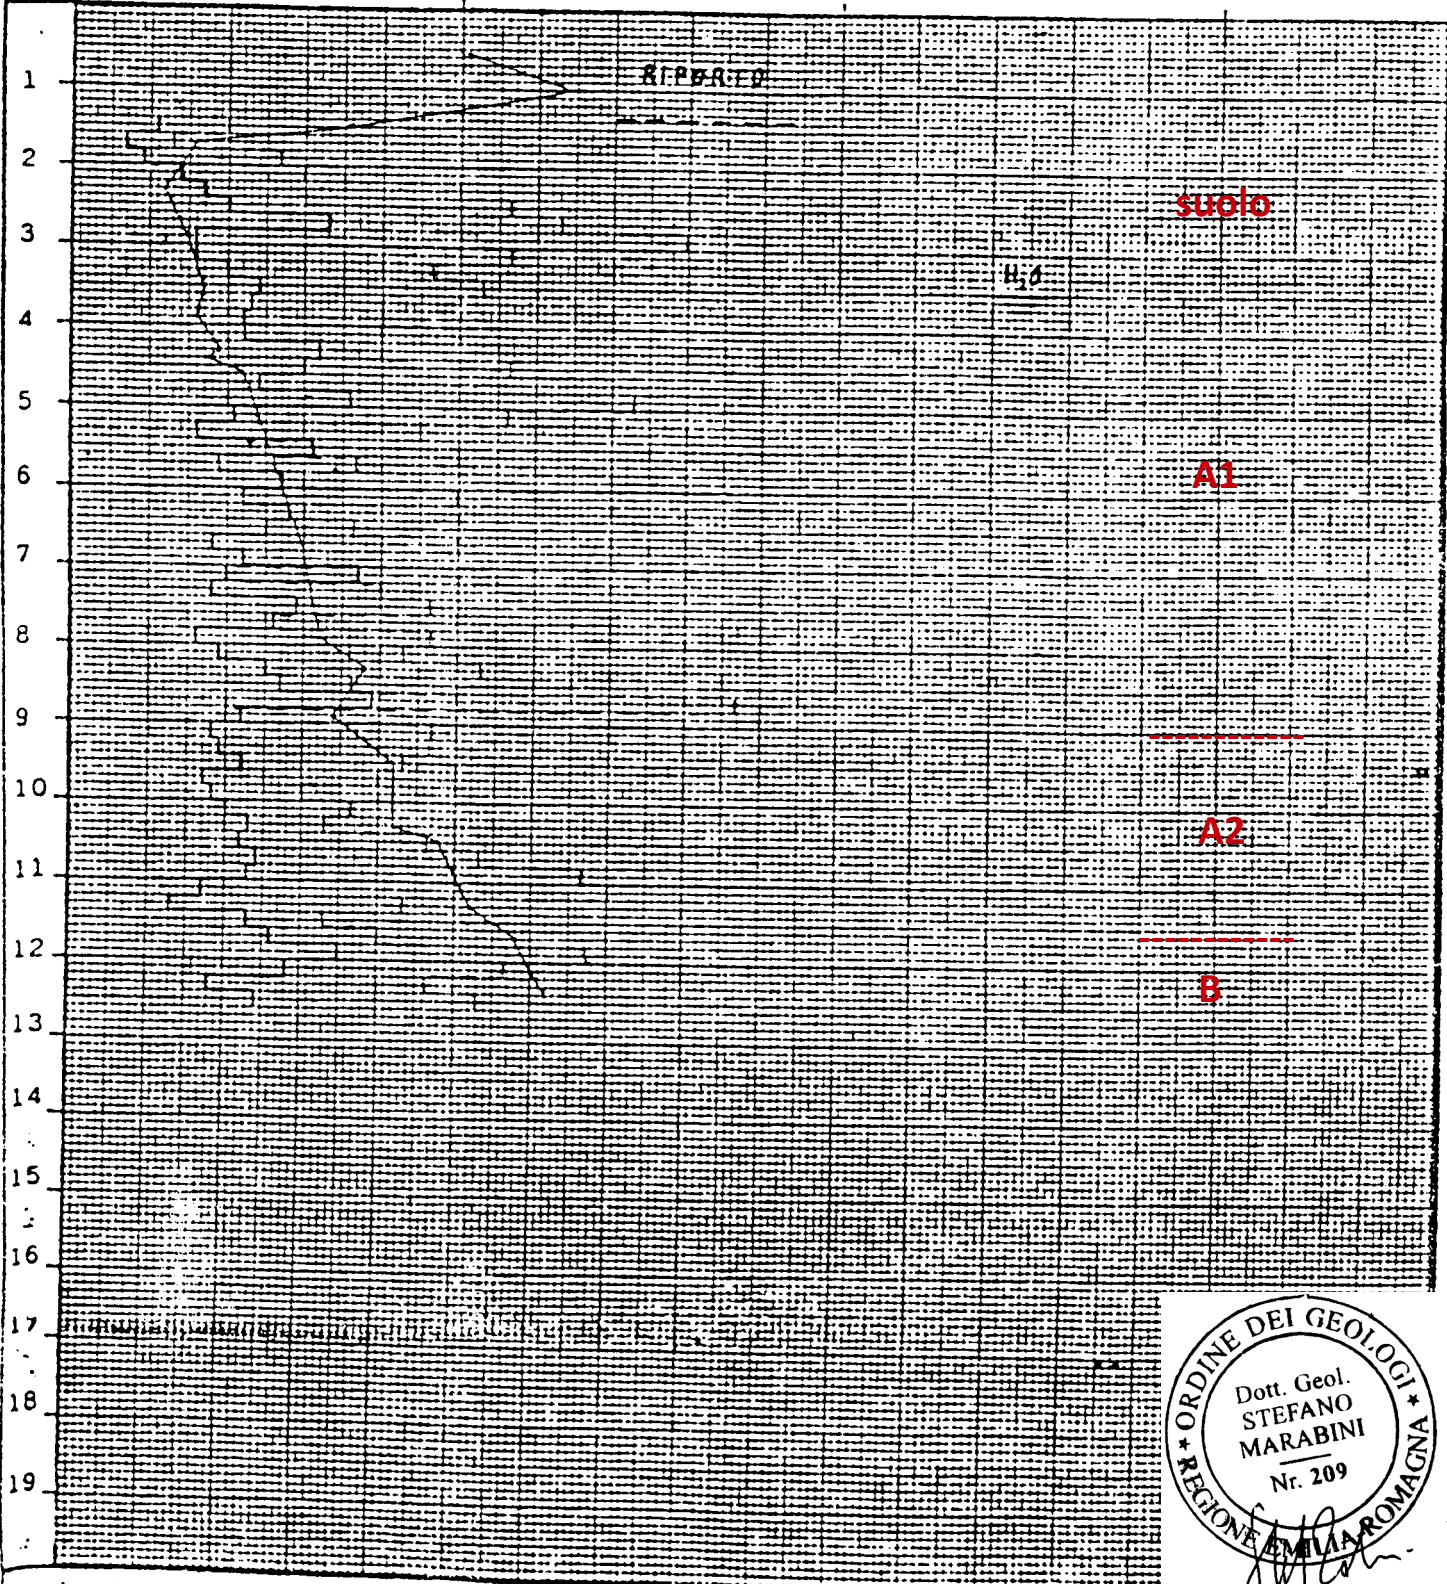 1
RIPORTO
2
suolo
3
H₂O
4
5
6
A1
7
8
9
10
A2
11
12
B
13
14
15
16
17
18
19
★ ORDINE DEI GEOLOGI ★
REGIONE EMILIA-ROMAGNA
Dott. Geol.
STEFANO
MARABINI
Nr. 209